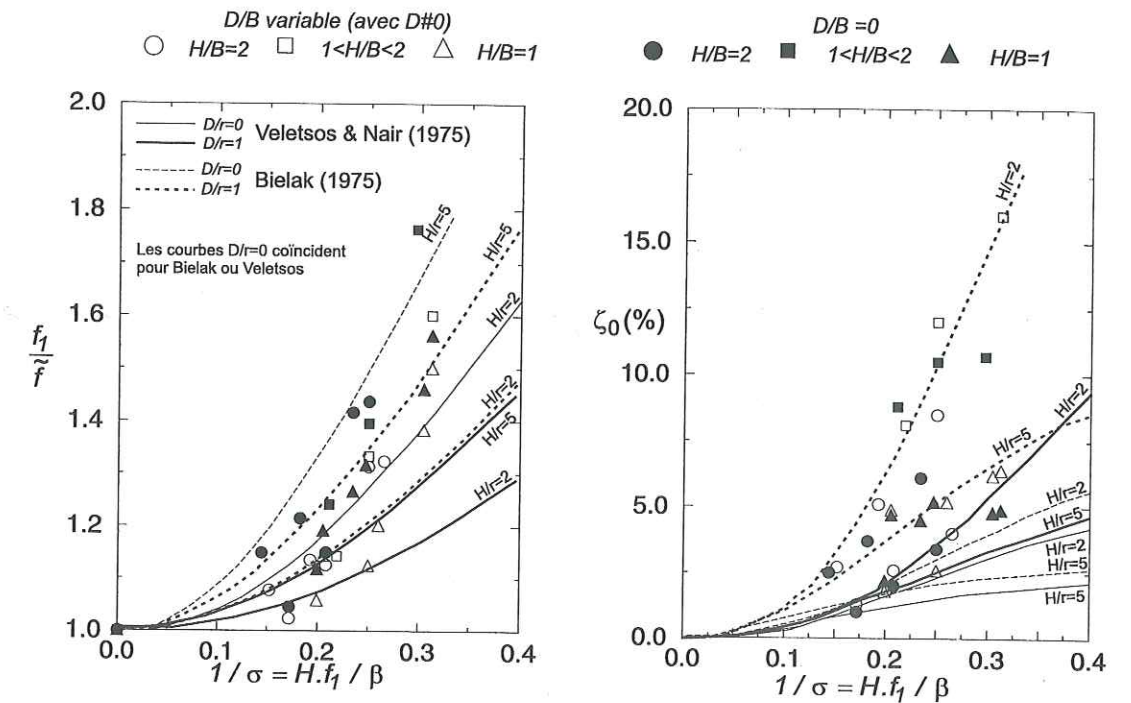 D/B variable (avec D#0)
H/B=2 1<H/B<2 H/B=1
D/B =0
H/B=2 1<H/B<2 H/B=1
2.0
1.8
1.6
1.4
1.2
1.0
f₁
f̃
D/r=0
D/r=1
Veletsos & Nair (1975)
D/r=0
D/r=1
Bielak (1975)
Les courbes D/r=0 coïncident
pour Bielak ou Veletsos
H/r=5
H/r=5
H/r=2
H/r=2
H/r=5
H/r=2
0.0 0.1 0.2 0.3 0.4
1 / σ = H.f₁ / β
20.0
15.0
10.0
5.0
0.0
ζ₀(%)
H/r=2
H/r=2
H/r=5
H/r=2
H/r=5
H/r=2
H/r=5
H/r=5
0.0 0.1 0.2 0.3 0.4
1 / σ = H.f₁ / β